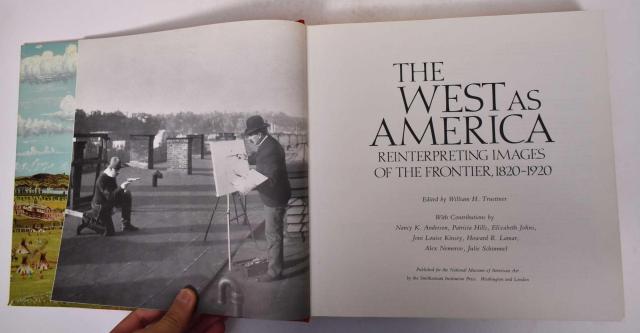 THE
WEST AS
AMERICA
REINTERPRETING IMAGES
OF THE FRONTIER, 1820-1920
Edited by William H. Truettner
With Contributions by
Nancy K. Anderson, Patricia Hills, Elizabeth Johns,
Joni Louise Kinsey, Howard R. Lamar,
Alex Nemerov, Julie Schimmel
Published for the National Museum of American Art
by the Smithsonian Institution Press Washington and London